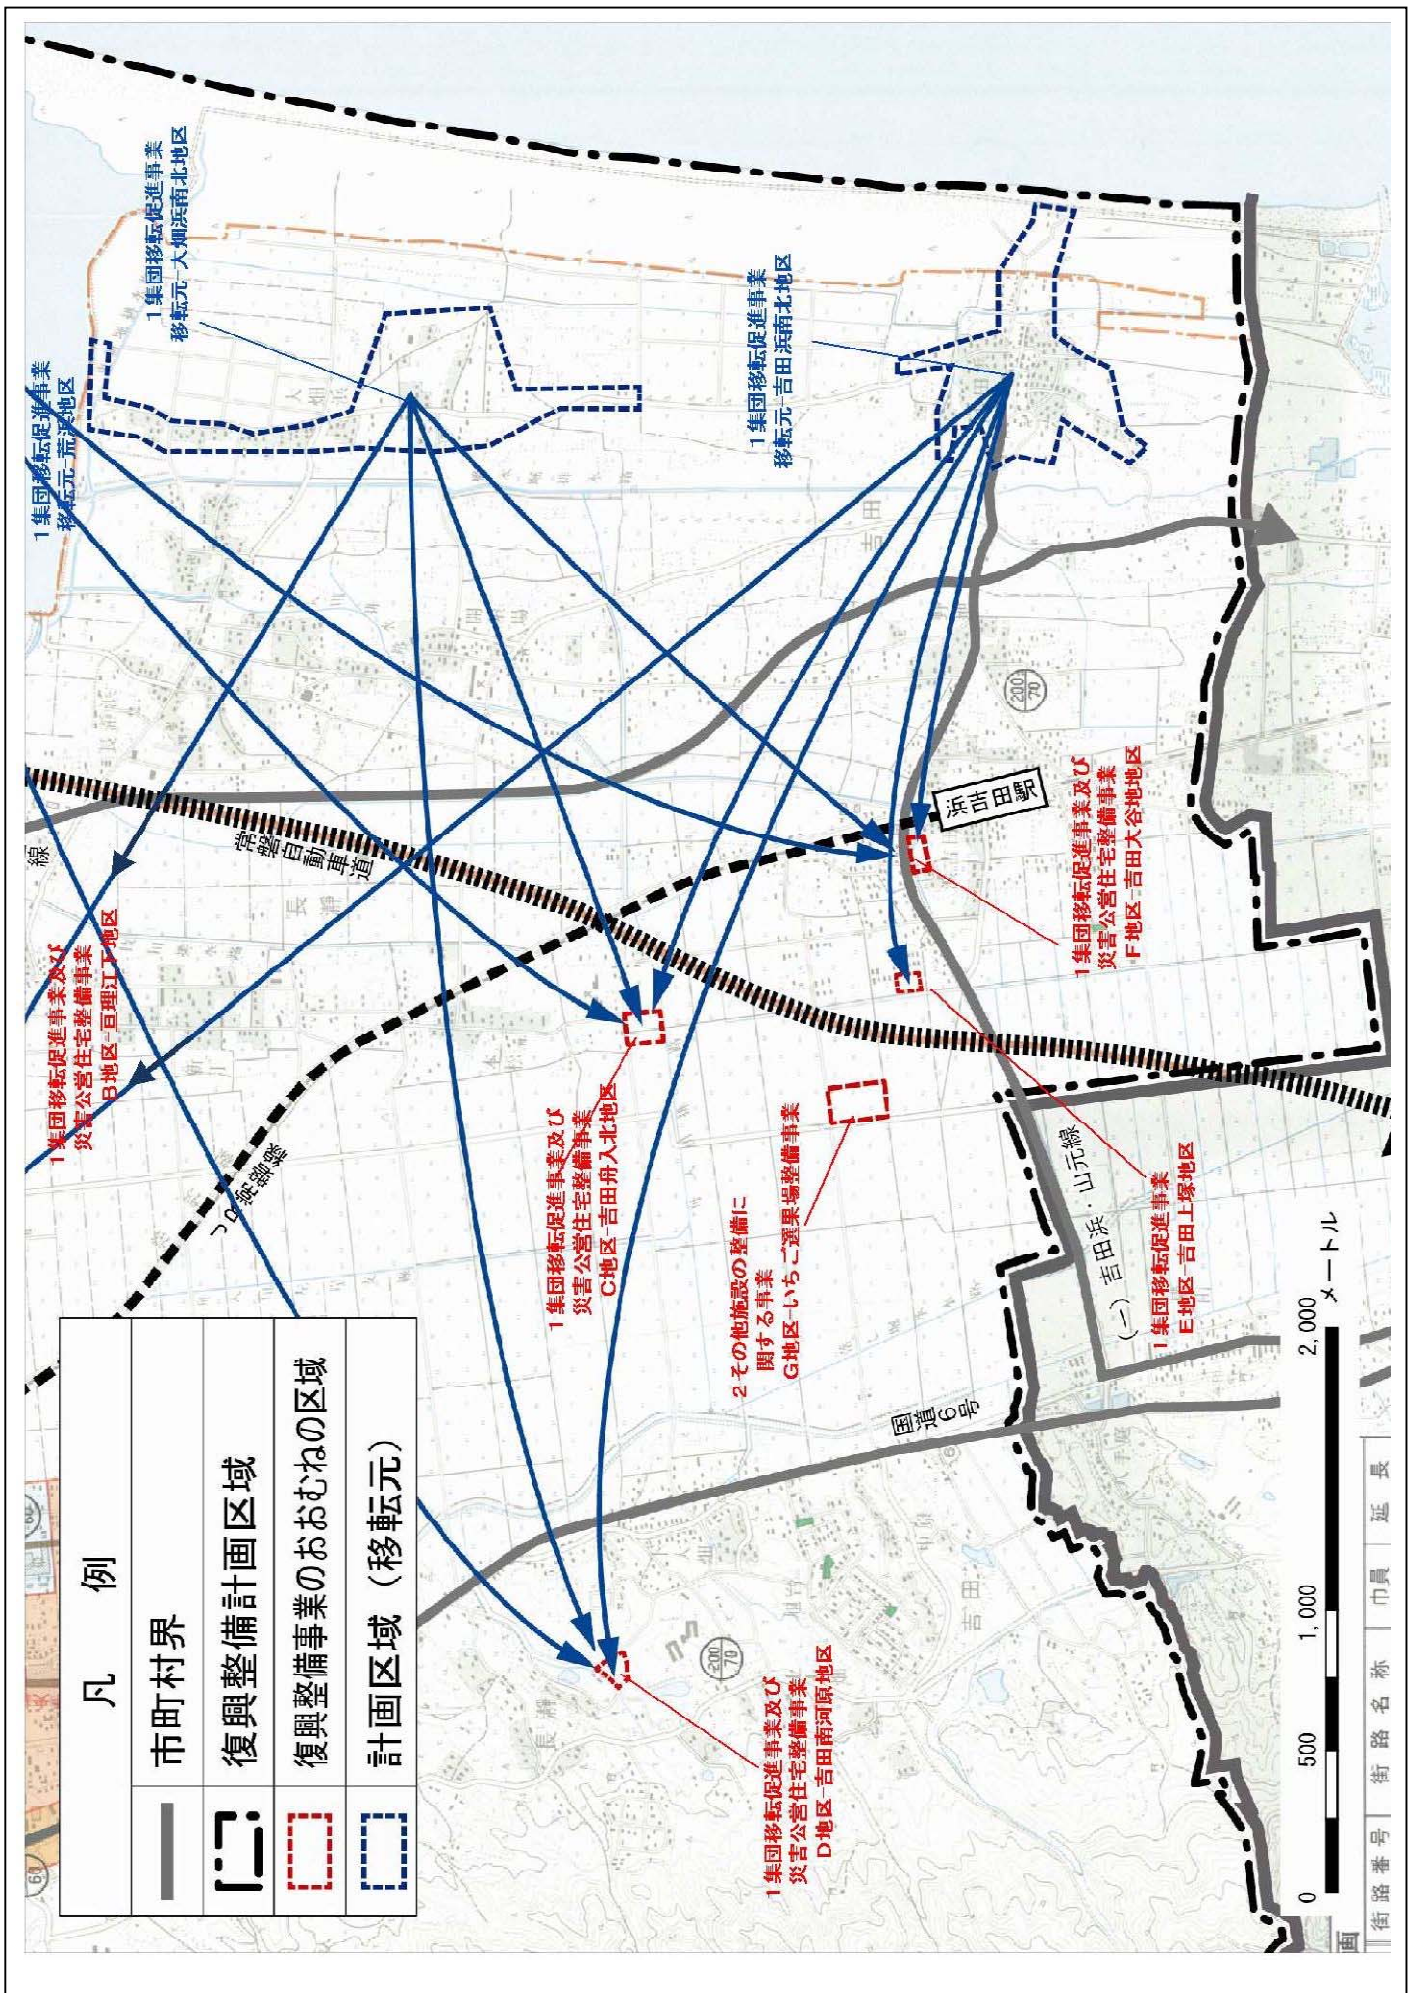 凡例
市町村界
復興整備計画区域
復興整備事業のおおむねの区域
計画区域（移転元）
1集団移転促進事業及び
災害公営住宅整備事業
B地区-亘理江下地区
線
1集団移転促進事業
移転元-荒浜地区
1集団移転促進事業
移転元-大畑浜南北地区
常磐自動車道
長瀞
JR常磐線
1集団移転促進事業及び
災害公営住宅整備事業
C地区-吉田舟入北地区
2その他施設の整備に
関する事業
G地区-いちご選果場整備事業
1集団移転促進事業
移転元-吉田浜南北地区
吉田
浜吉田駅
200
70
1集団移転促進事業及び
災害公営住宅整備事業
F地区-吉田大谷地地区
1集団移転促進事業
E地区-吉田上塚地区
(一)吉田浜・山元線
国道6号
1集団移転促進事業及び
災害公営住宅整備事業
D地区-吉田南河原地区
長瀞
200
70
吉田
60
60
0 500 1,000 2,000
メートル
画
街路番号 街路名称 巾員 延長